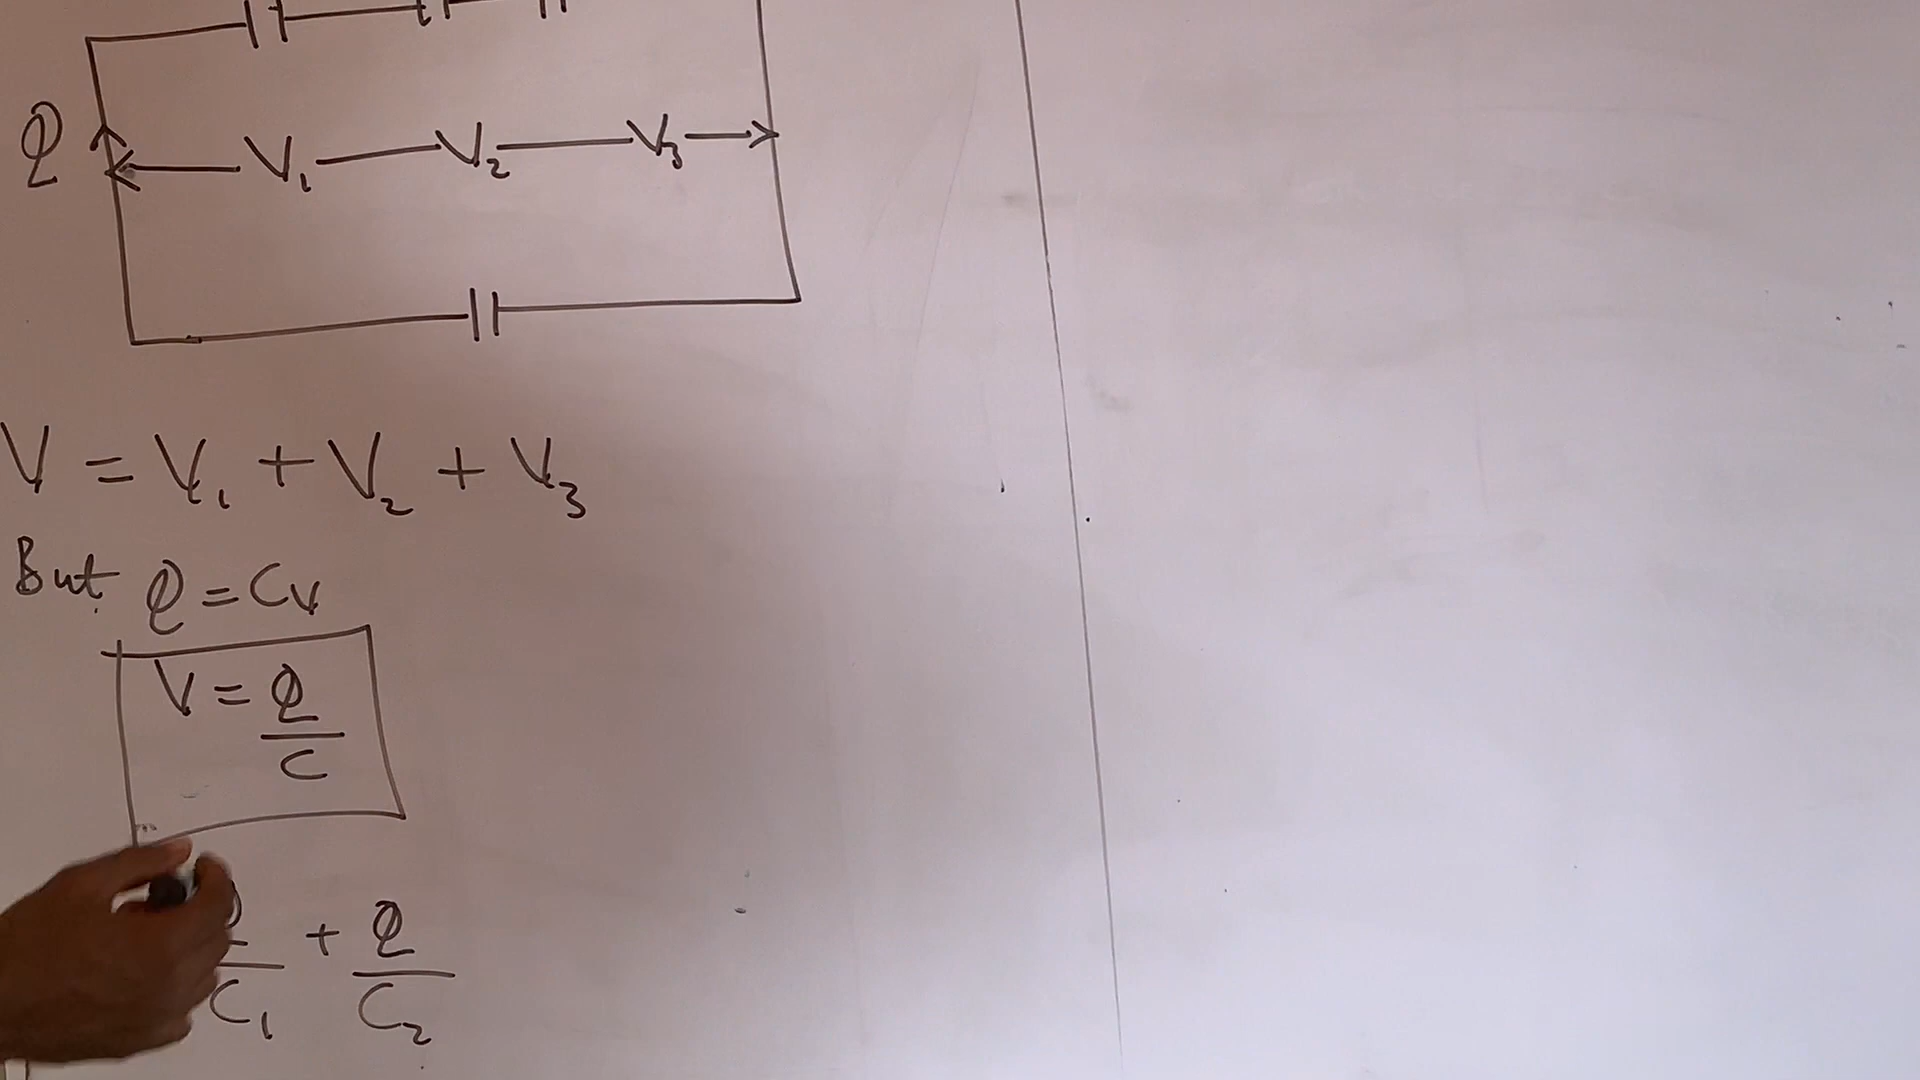 Q
V₁ V₂ V₃
V = V₁ + V₂ + V₃
But Q = CV
V = Q/C
Q/C₁ + Q/C₂